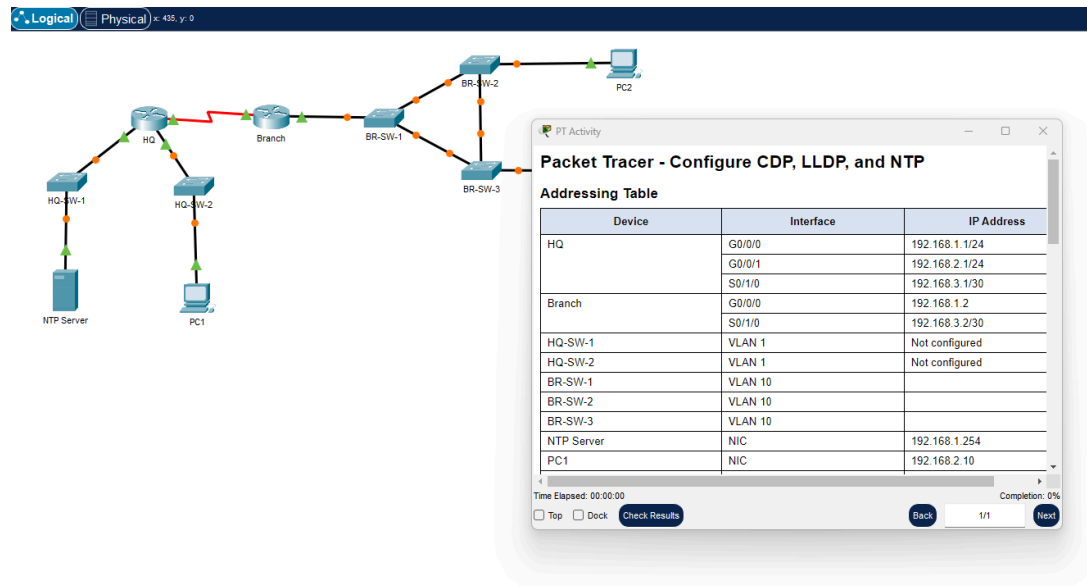 Logical Physical x: 435, y: 0
BR-SW-2
PC2
HQ
Branch
BR-SW-1
BR-SW-3
HQ-SW-1
HQ-SW-2
NTP Server
PC1
PT Activity
Packet Tracer - Configure CDP, LLDP, and NTP
Addressing Table
Device Interface IP Address
HQ G0/0/0 192.168.1.1/24
G0/0/1 192.168.2.1/24
S0/1/0 192.168.3.1/30
Branch G0/0/0 192.168.1.2
S0/1/0 192.168.3.2/30
HQ-SW-1 VLAN 1 Not configured
HQ-SW-2 VLAN 1 Not configured
BR-SW-1 VLAN 10
BR-SW-2 VLAN 10
BR-SW-3 VLAN 10
NTP Server NIC 192.168.1.254
PC1 NIC 192.168.2.10
Time Elapsed: 00:00:00 Completion: 0%
Top Dock Check Results Back 1/1 Next